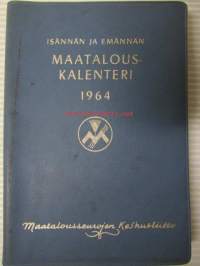 ISÄNNÄN JA EMÄNNÄN
MAATALOUS-
KALENTERI
1964
Maatalousseurojen Keskusliitto